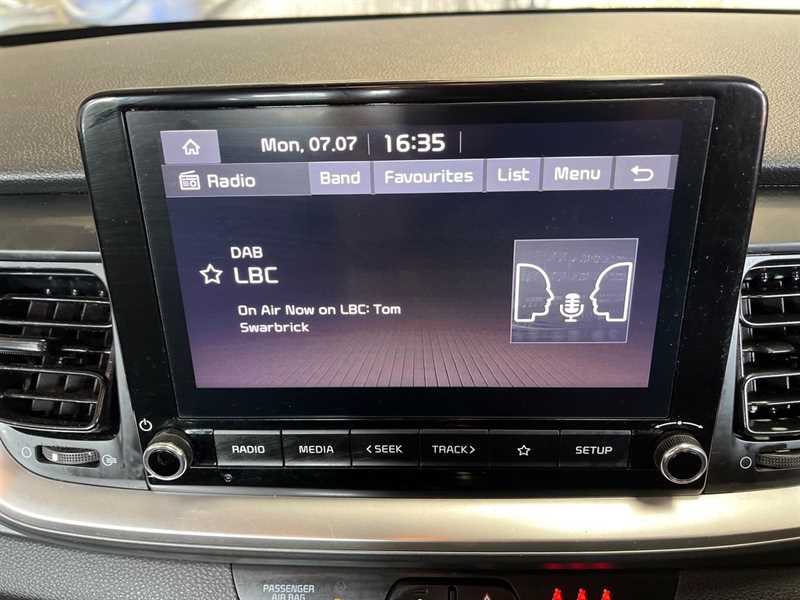 Mon, 07.07 16:35
Radio Band Favourites List Menu
DAB
LBC
On Air Now on LBC: Tom
Swarbrick
RADIO MEDIA <SEEK TRACK> SETUP
PASSENGER
AIR BAG